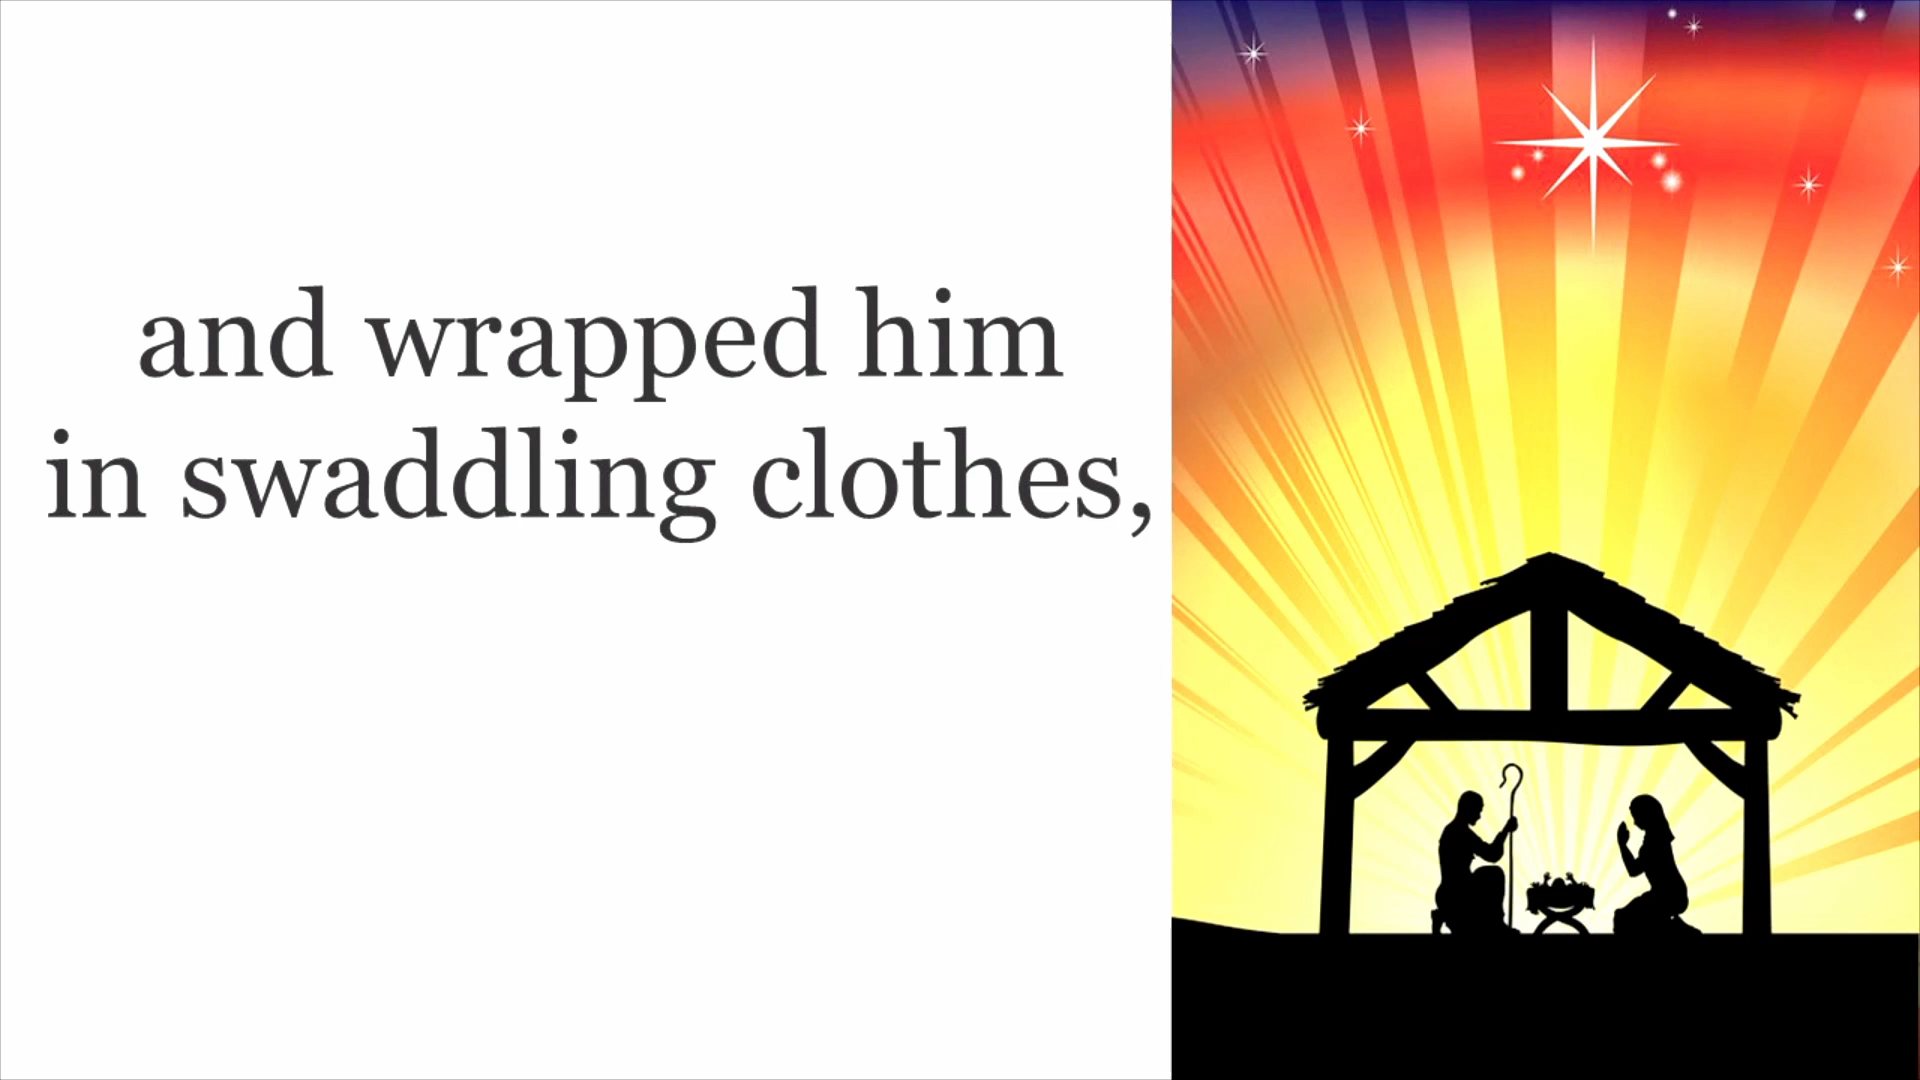 and wrapped him
in swaddling clothes,